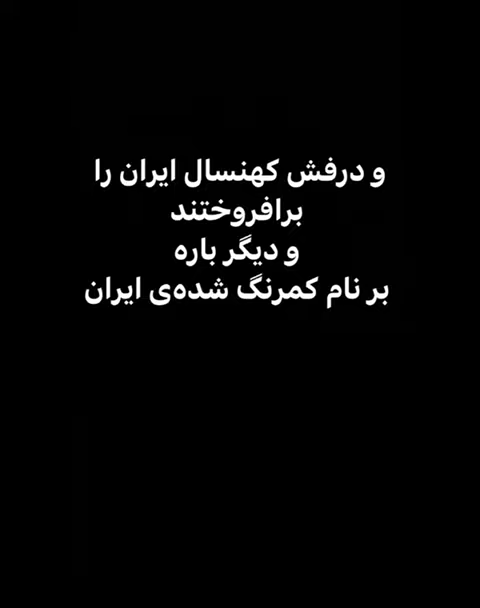 و درفش کهنسال ایران را
برافروختند
و دیگر باره
بر نام کمرنگ شده‌ی ایران